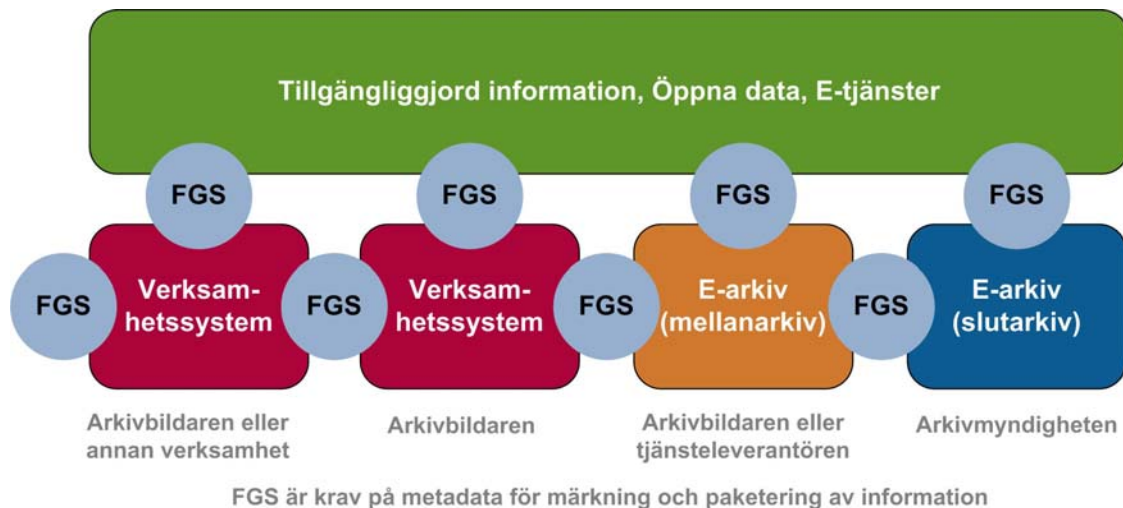 Tillgängliggjord information, Öppna data, E-tjänster
FGS
FGS
FGS
FGS
FGS
Verksam-
hetssystem
FGS
Verksam-
hetssystem
FGS
E-arkiv
(mellanarkiv)
FGS
E-arkiv
(slutarkiv)
Arkivbildaren eller
annan verksamhet
Arkivbildaren
Arkivbildaren eller
tjänsteleverantören
Arkivmyndigheten
FGS är krav på metadata för märkning och paketering av information